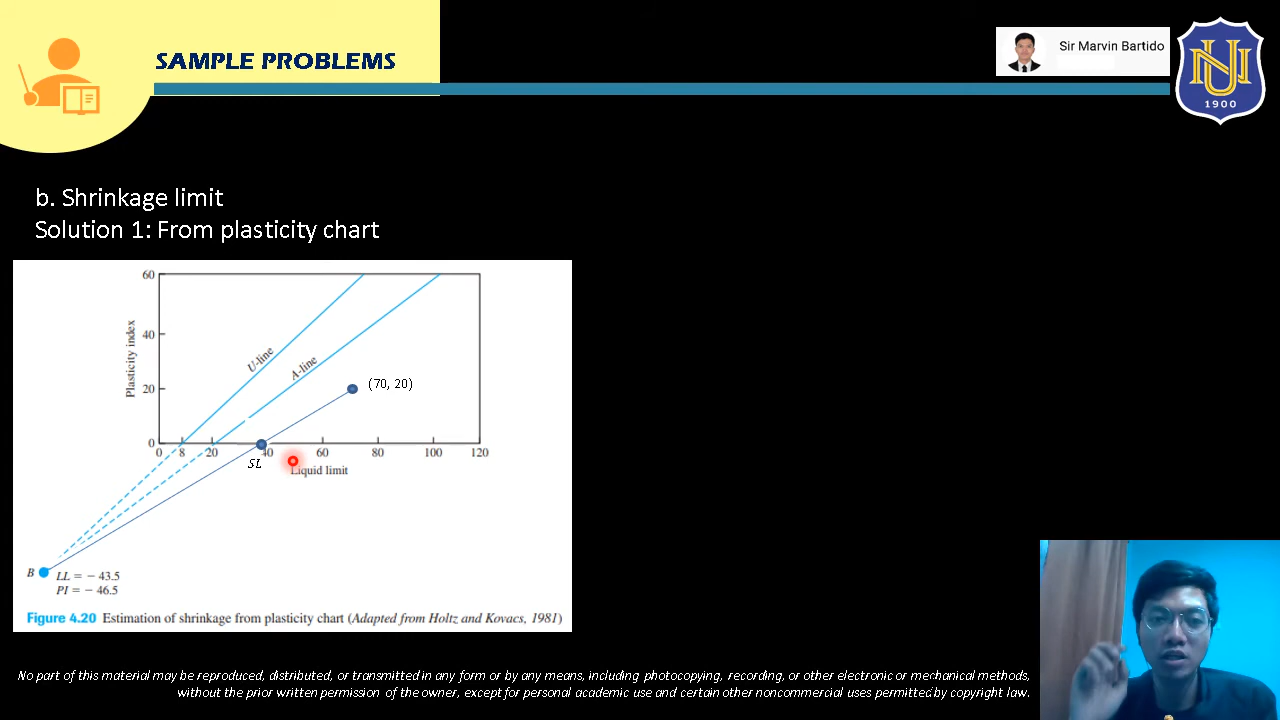 SAMPLE PROBLEMS
Sir Marvin Bartido
NU
1900
b. Shrinkage limit
Solution 1: From plasticity chart
60
40
20
0
Plasticity index
U-line
A-line
(70, 20)
0 8 20 40 60 80 100 120
SL
Liquid limit
B
LL = − 43.5
PI = − 46.5
Figure 4.20 Estimation of shrinkage from plasticity chart (Adapted from Holtz and Kovacs, 1981)
No part of this material may be reproduced, distributed, or transmitted in any form or by any means, including photocopying, recording, or other electronic or mechanical methods,
without the prior written permission of the owner, except for personal academic use and certain other noncommercial uses permitted by copyright law.